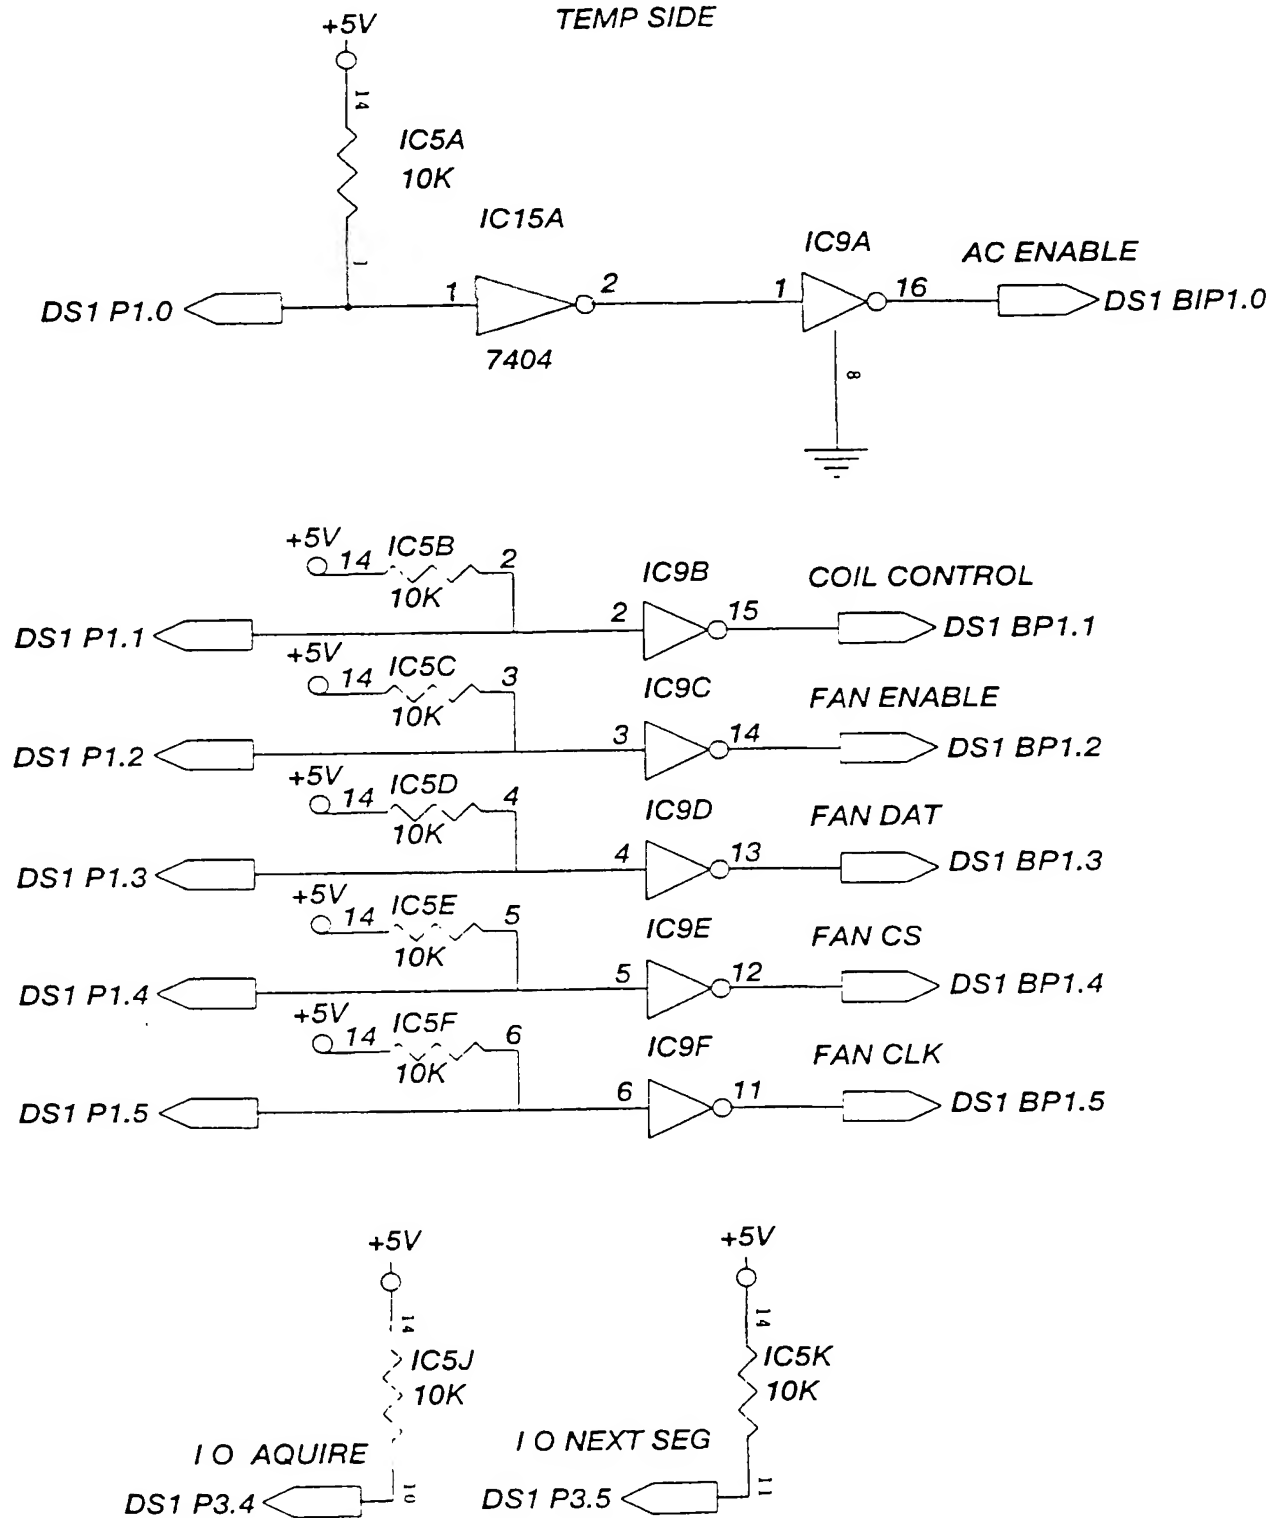 TEMP SIDE
+5V
14
IC5A
10K
1
IC15A
IC9A
AC ENABLE
DS1 P1.0
1
2
1
16
DS1 BIP1.0
7404
8
+5V
14
IC5B
2
10K
IC9B
COIL CONTROL
DS1 P1.1
2
15
DS1 BP1.1
+5V
14
IC5C
3
10K
IC9C
FAN ENABLE
DS1 P1.2
3
14
DS1 BP1.2
+5V
14
IC5D
4
10K
IC9D
FAN DAT
DS1 P1.3
4
13
DS1 BP1.3
+5V
14
IC5E
5
10K
IC9E
FAN CS
DS1 P1.4
5
12
DS1 BP1.4
+5V
14
IC5F
6
10K
IC9F
FAN CLK
DS1 P1.5
6
11
DS1 BP1.5
+5V
14
IC5J
10K
I O AQUIRE
DS1 P3.4
10
+5V
14
IC5K
10K
I O NEXT SEG
DS1 P3.5
11